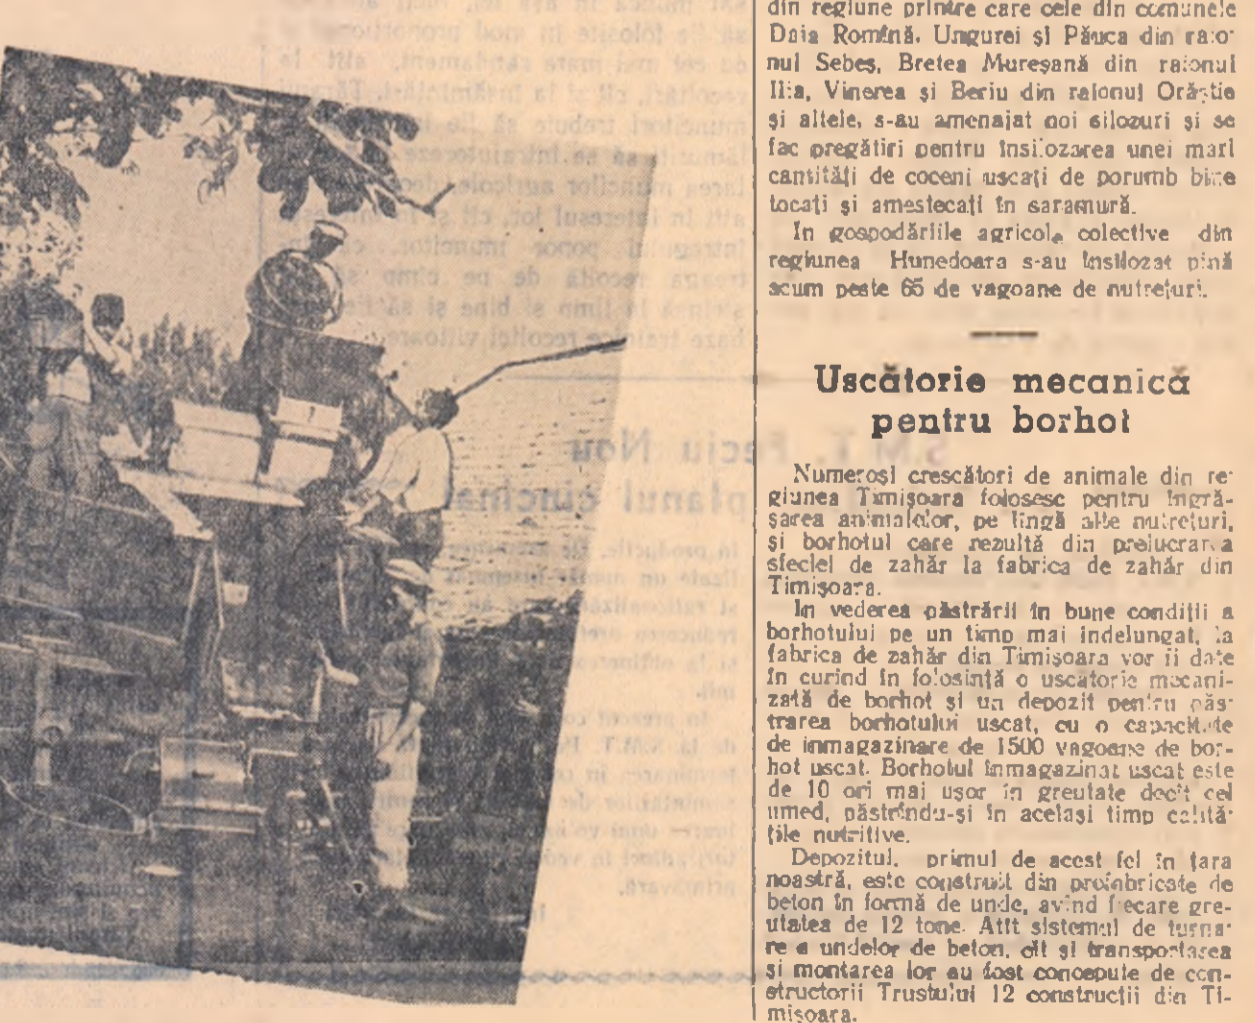 din regiune printre care cele din comunele
Daia Romînă, Ungurei și Păuca din raio-
nul Sebeș, Bretea Mureșană din raionul
Ilia, Vinerea și Beriu din raionul Orăștie
și altele, s-au amenajat noi silozuri și se
fac pregătiri pentru însilozarea unei mari
cantități de coceni uscați de porumb bine
tocați și amestecați în saramură.
In gospodăriile agricole colective din
regiunea Hunedoara s-au însilozat pînă
acum peste 65 de vagoane de nutrețuri.
Uscătorie mecanică
pentru borhot
Numeroși crescători de animale din re-
giunea Timișoara folosesc pentru îngră-
șarea animalelor, pe lîngă alte nutrețuri,
și borhotul care rezultă din prelucrarea
sfeclei de zahăr la fabrica de zahăr din
Timișoara.
In vederea păstrării în bune condiții a
borhotului pe un timp mai îndelungat, la
fabrica de zahăr din Timișoara vor fi date
în curînd în folosință o uscătorie mecani-
zată de borhot și un depozit pentru păs-
trarea borhotului uscat, cu o capacitate
de inmagazinare de 1500 vagoane de bor-
hot uscat. Borhotul înmagazinat uscat este
de 10 ori mai ușor în greutate decît cel
umed, păstrîndu-și în același timp calită-
țile nutritive.
Depozitul, primul de acest fel în țara
noastră, este construit din prefabricate de
beton în formă de unde, avînd fiecare gre-
utatea de 12 tone. Atît sistemul de turna-
re a undelor de beton, cît și transportarea
și montarea lor au fost concepute de con-
structorii Trustului 12 construcții din Ti-
mișoara.